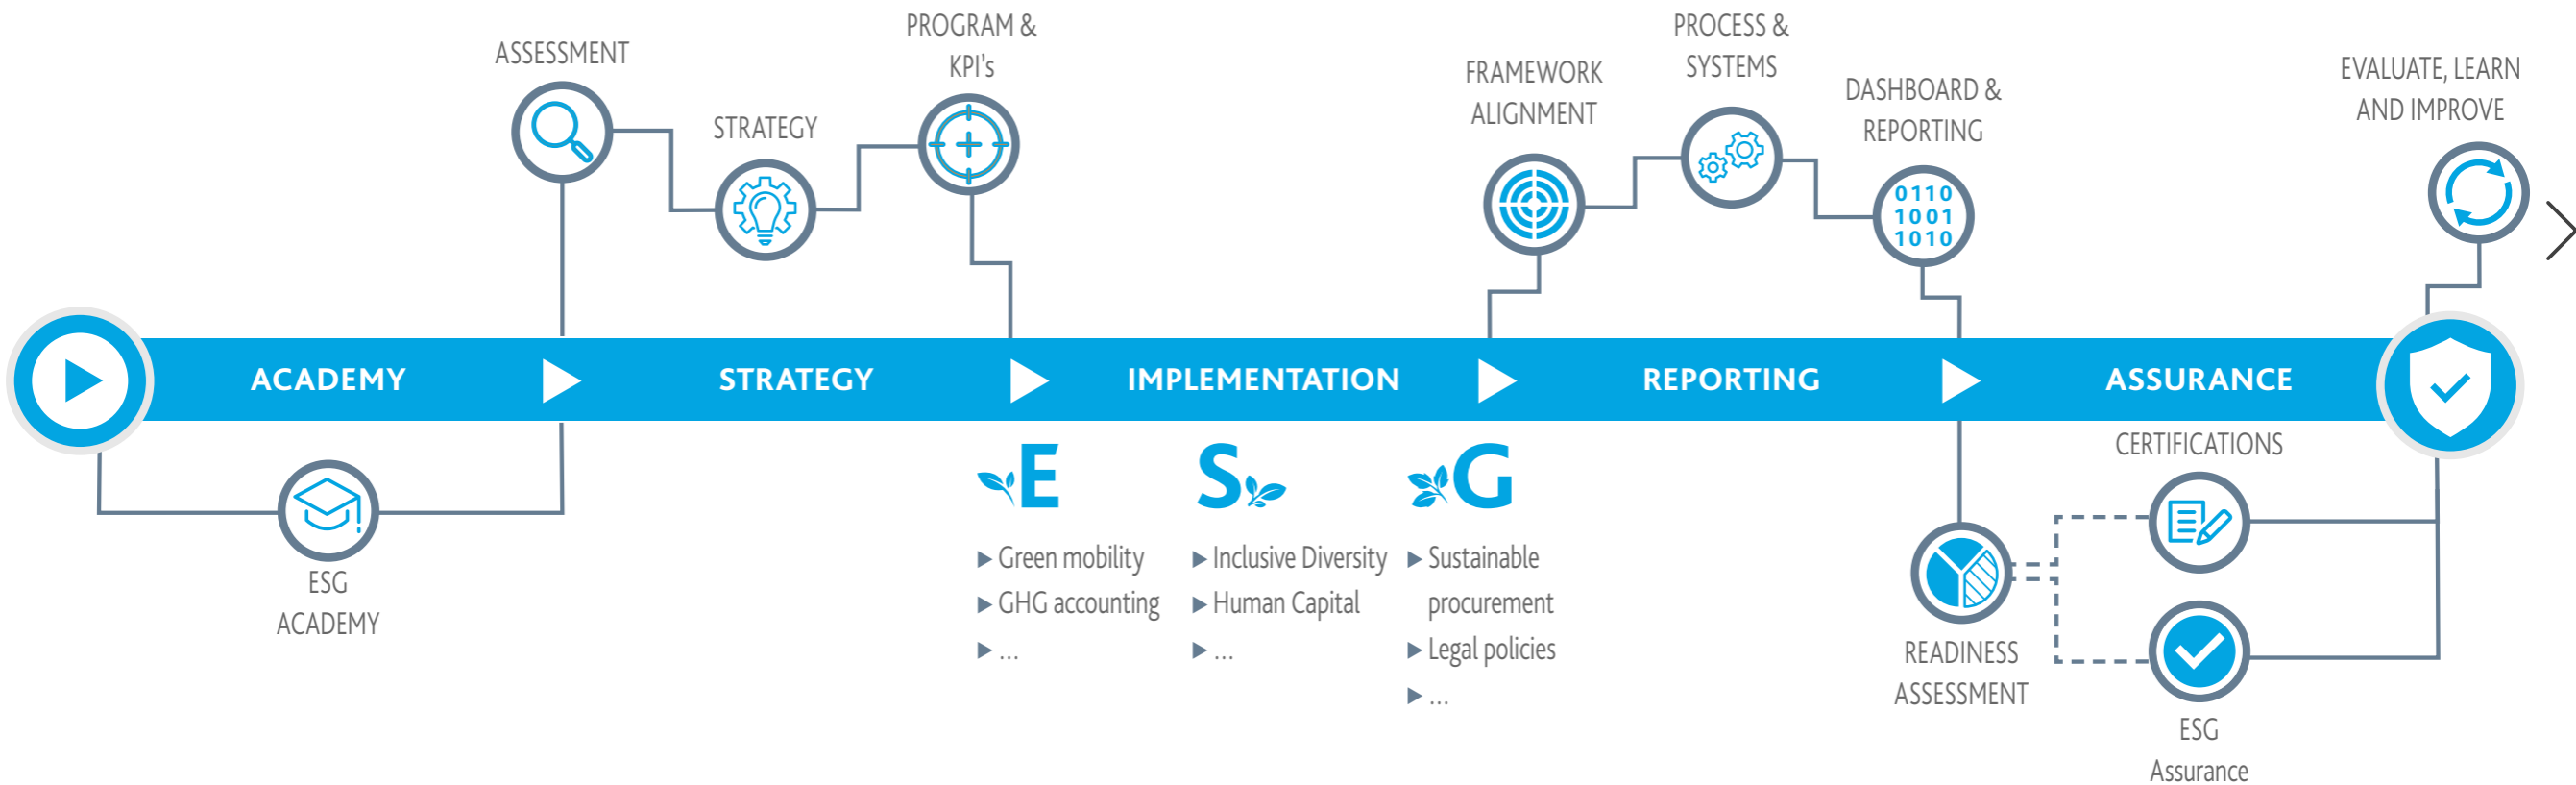 ASSESSMENT
STRATEGY
PROGRAM &
KPI's
FRAMEWORK
ALIGNMENT
PROCESS &
SYSTEMS
DASHBOARD &
REPORTING
0110
1001
1010
EVALUATE, LEARN
AND IMPROVE
ACADEMY
STRATEGY
IMPLEMENTATION
REPORTING
ASSURANCE
ESG
ACADEMY
E
Green mobility
GHG accounting
...
S
Inclusive Diversity
Human Capital
...
G
Sustainable
procurement
Legal policies
...
READINESS
ASSESSMENT
CERTIFICATIONS
ESG
Assurance